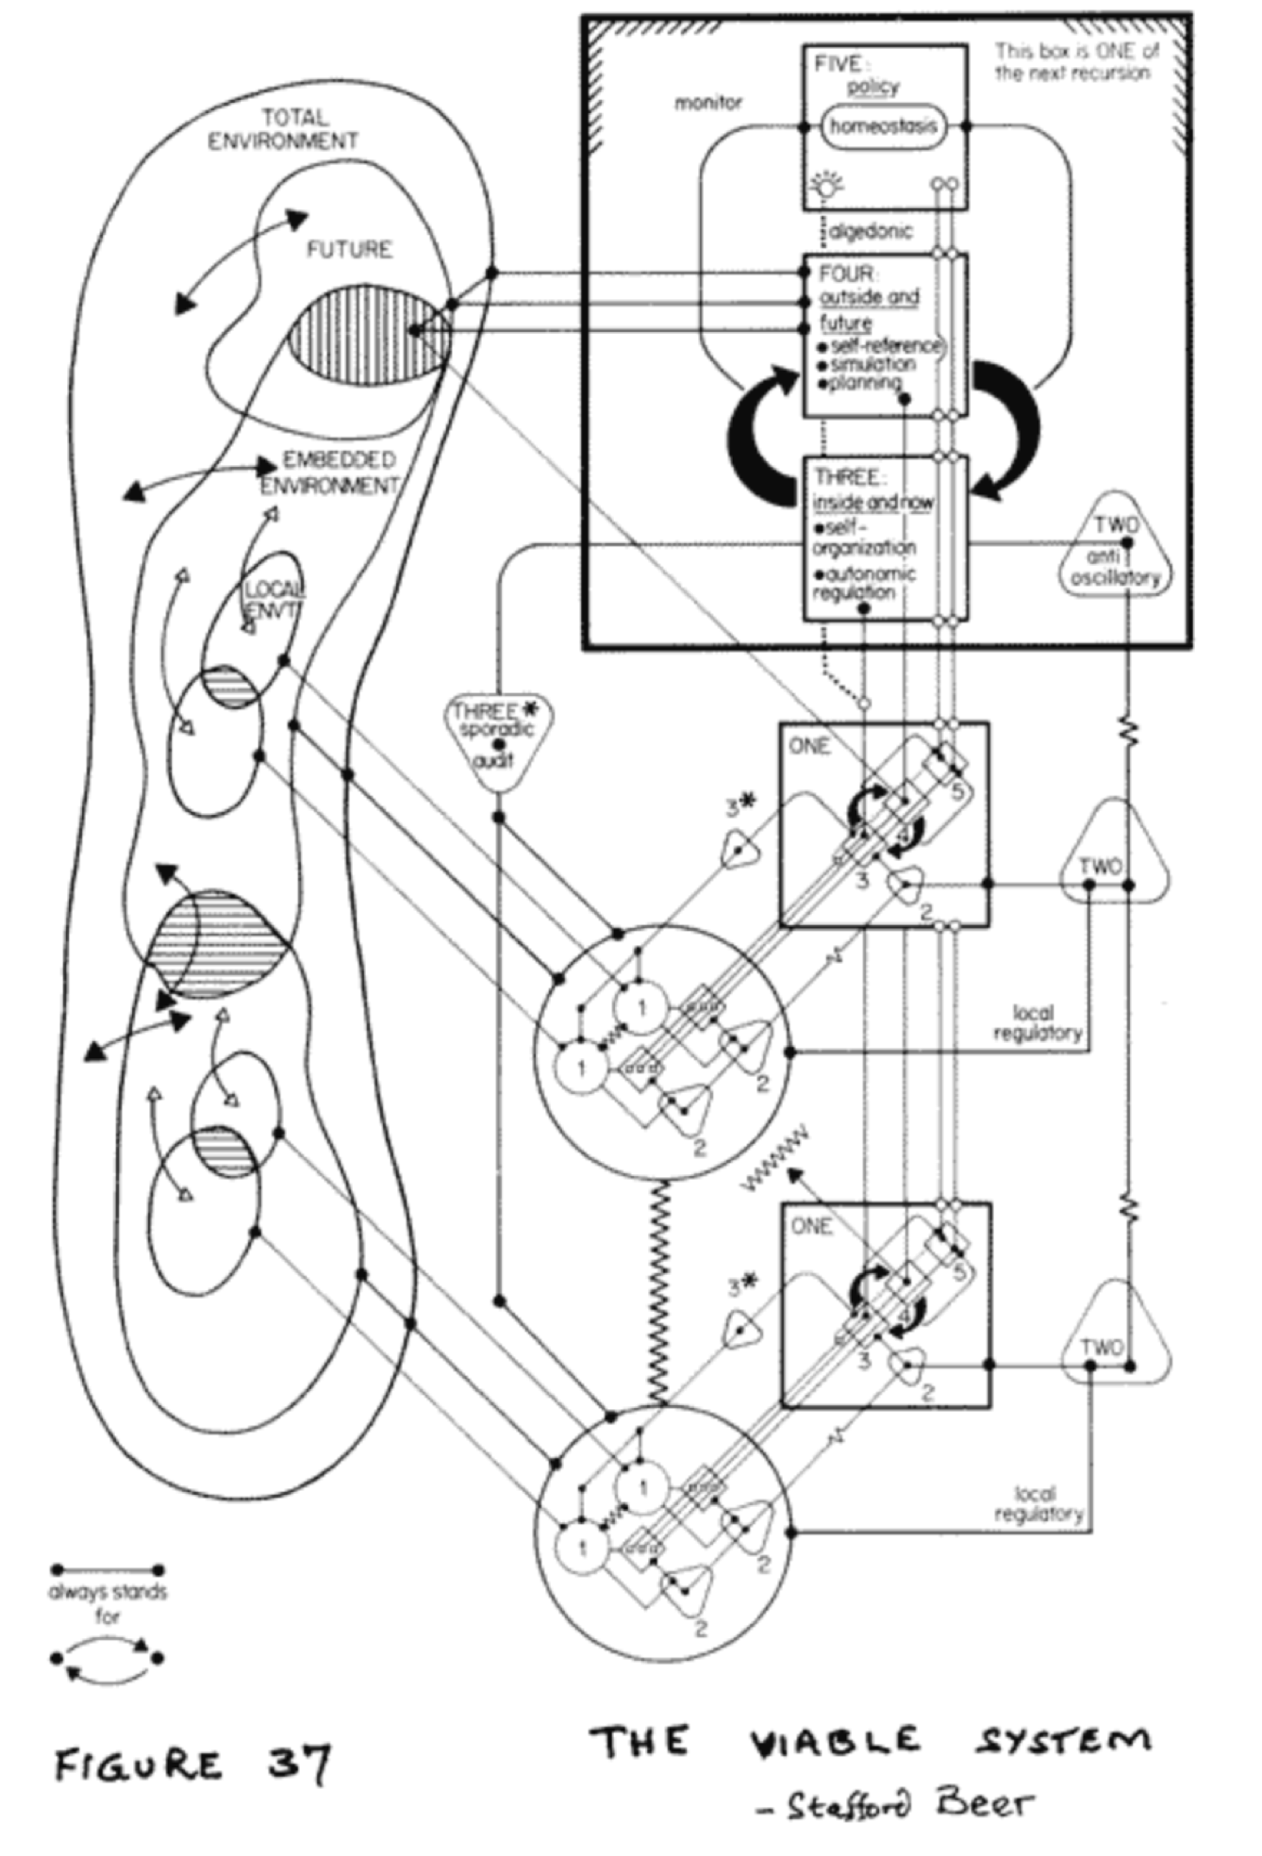 This box is ONE of
the next recursion
FIVE:
policy
monitor
homeostasis
TOTAL
ENVIRONMENT
algedonic
FUTURE
FOUR:
outside and
future
•self-reference
•simulation
•planning
EMBEDDED
ENVIRONMENT
THREE:
inside and now
•self-
organization
•autonomic
regulation
TWO
anti
oscillatory
LOCAL
ENVT
THREE*
sporadic
audit
ONE
3*
5
4
3
2
TWO
1
1
2
2
local
regulatory
ONE
3*
5
4
3
2
TWO
1
1
2
2
local
regulatory
always stands
for
FIGURE 37
THE VIABLE SYSTEM
- Stafford Beer